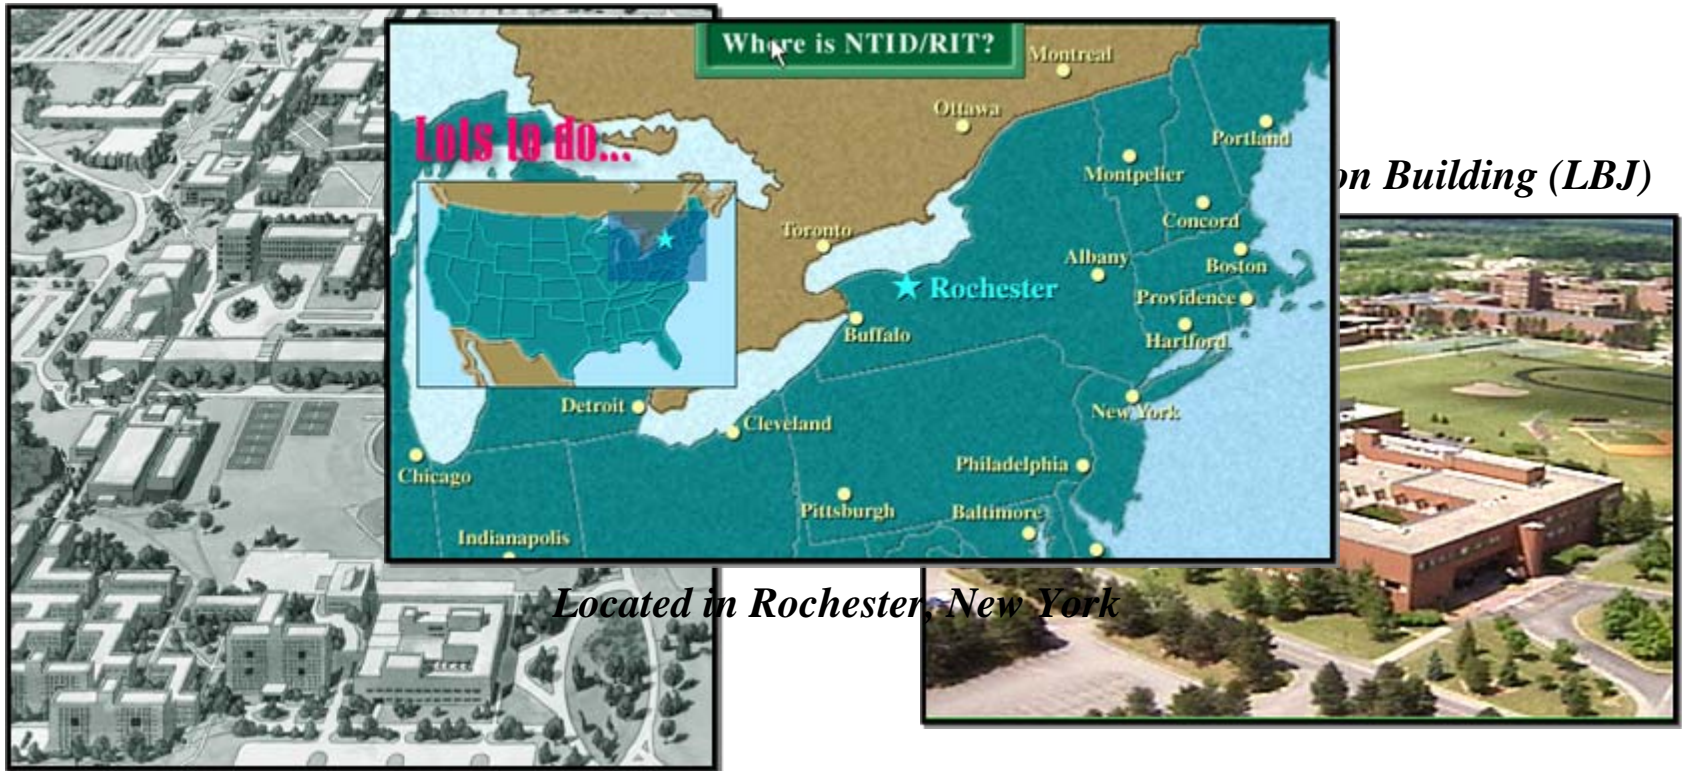 Where is NTID/RIT?
Montreal
Ottawa
Lots to do...
Portland
Montpelier
on Building (LBJ)
Concord
Toronto
Albany
Boston
Rochester
Providence
Buffalo
Hartford
Detroit
New York
Cleveland
Philadelphia
Chicago
Pittsburgh
Baltimore
Indianapolis
Located in Rochester, New York